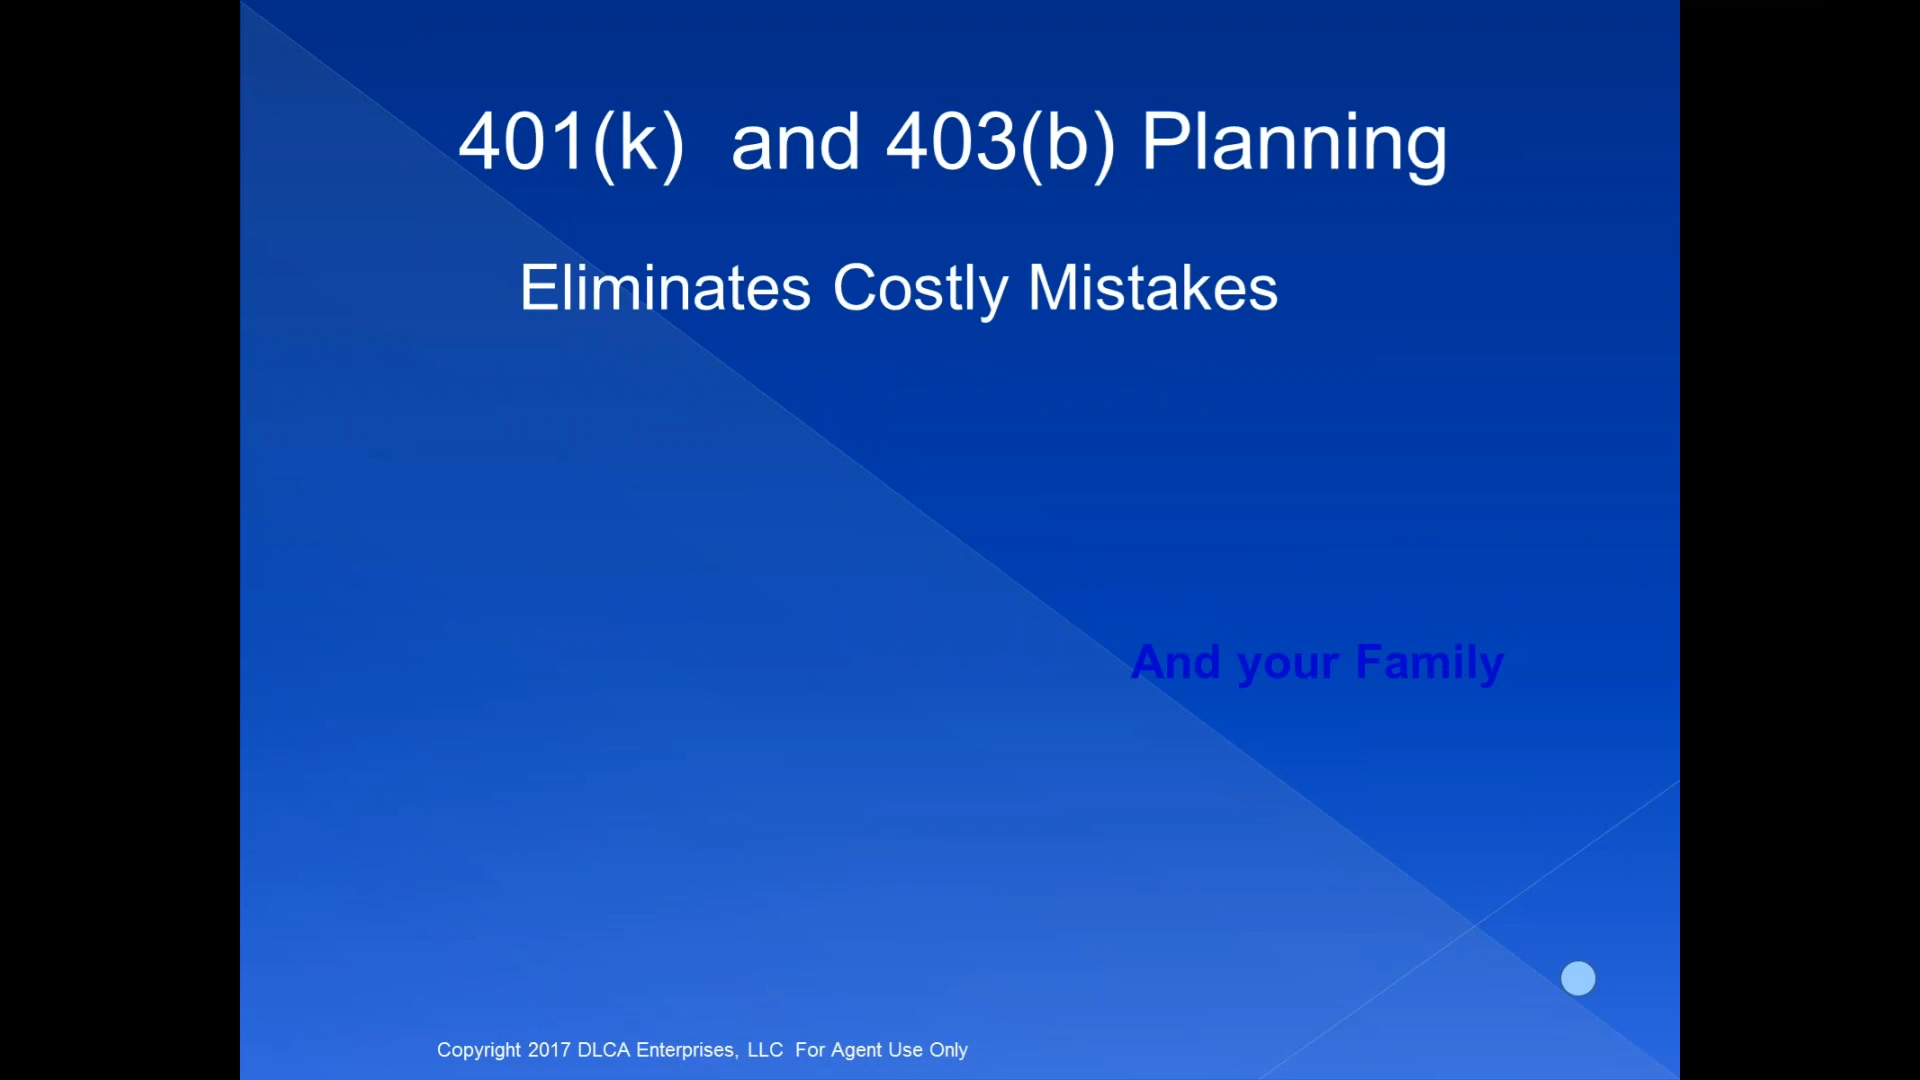 401(k)  and 403(b) Planning
Eliminates Costly Mistakes
And your Family
Copyright 2017 DLCA Enterprises, LLC  For Agent Use Only